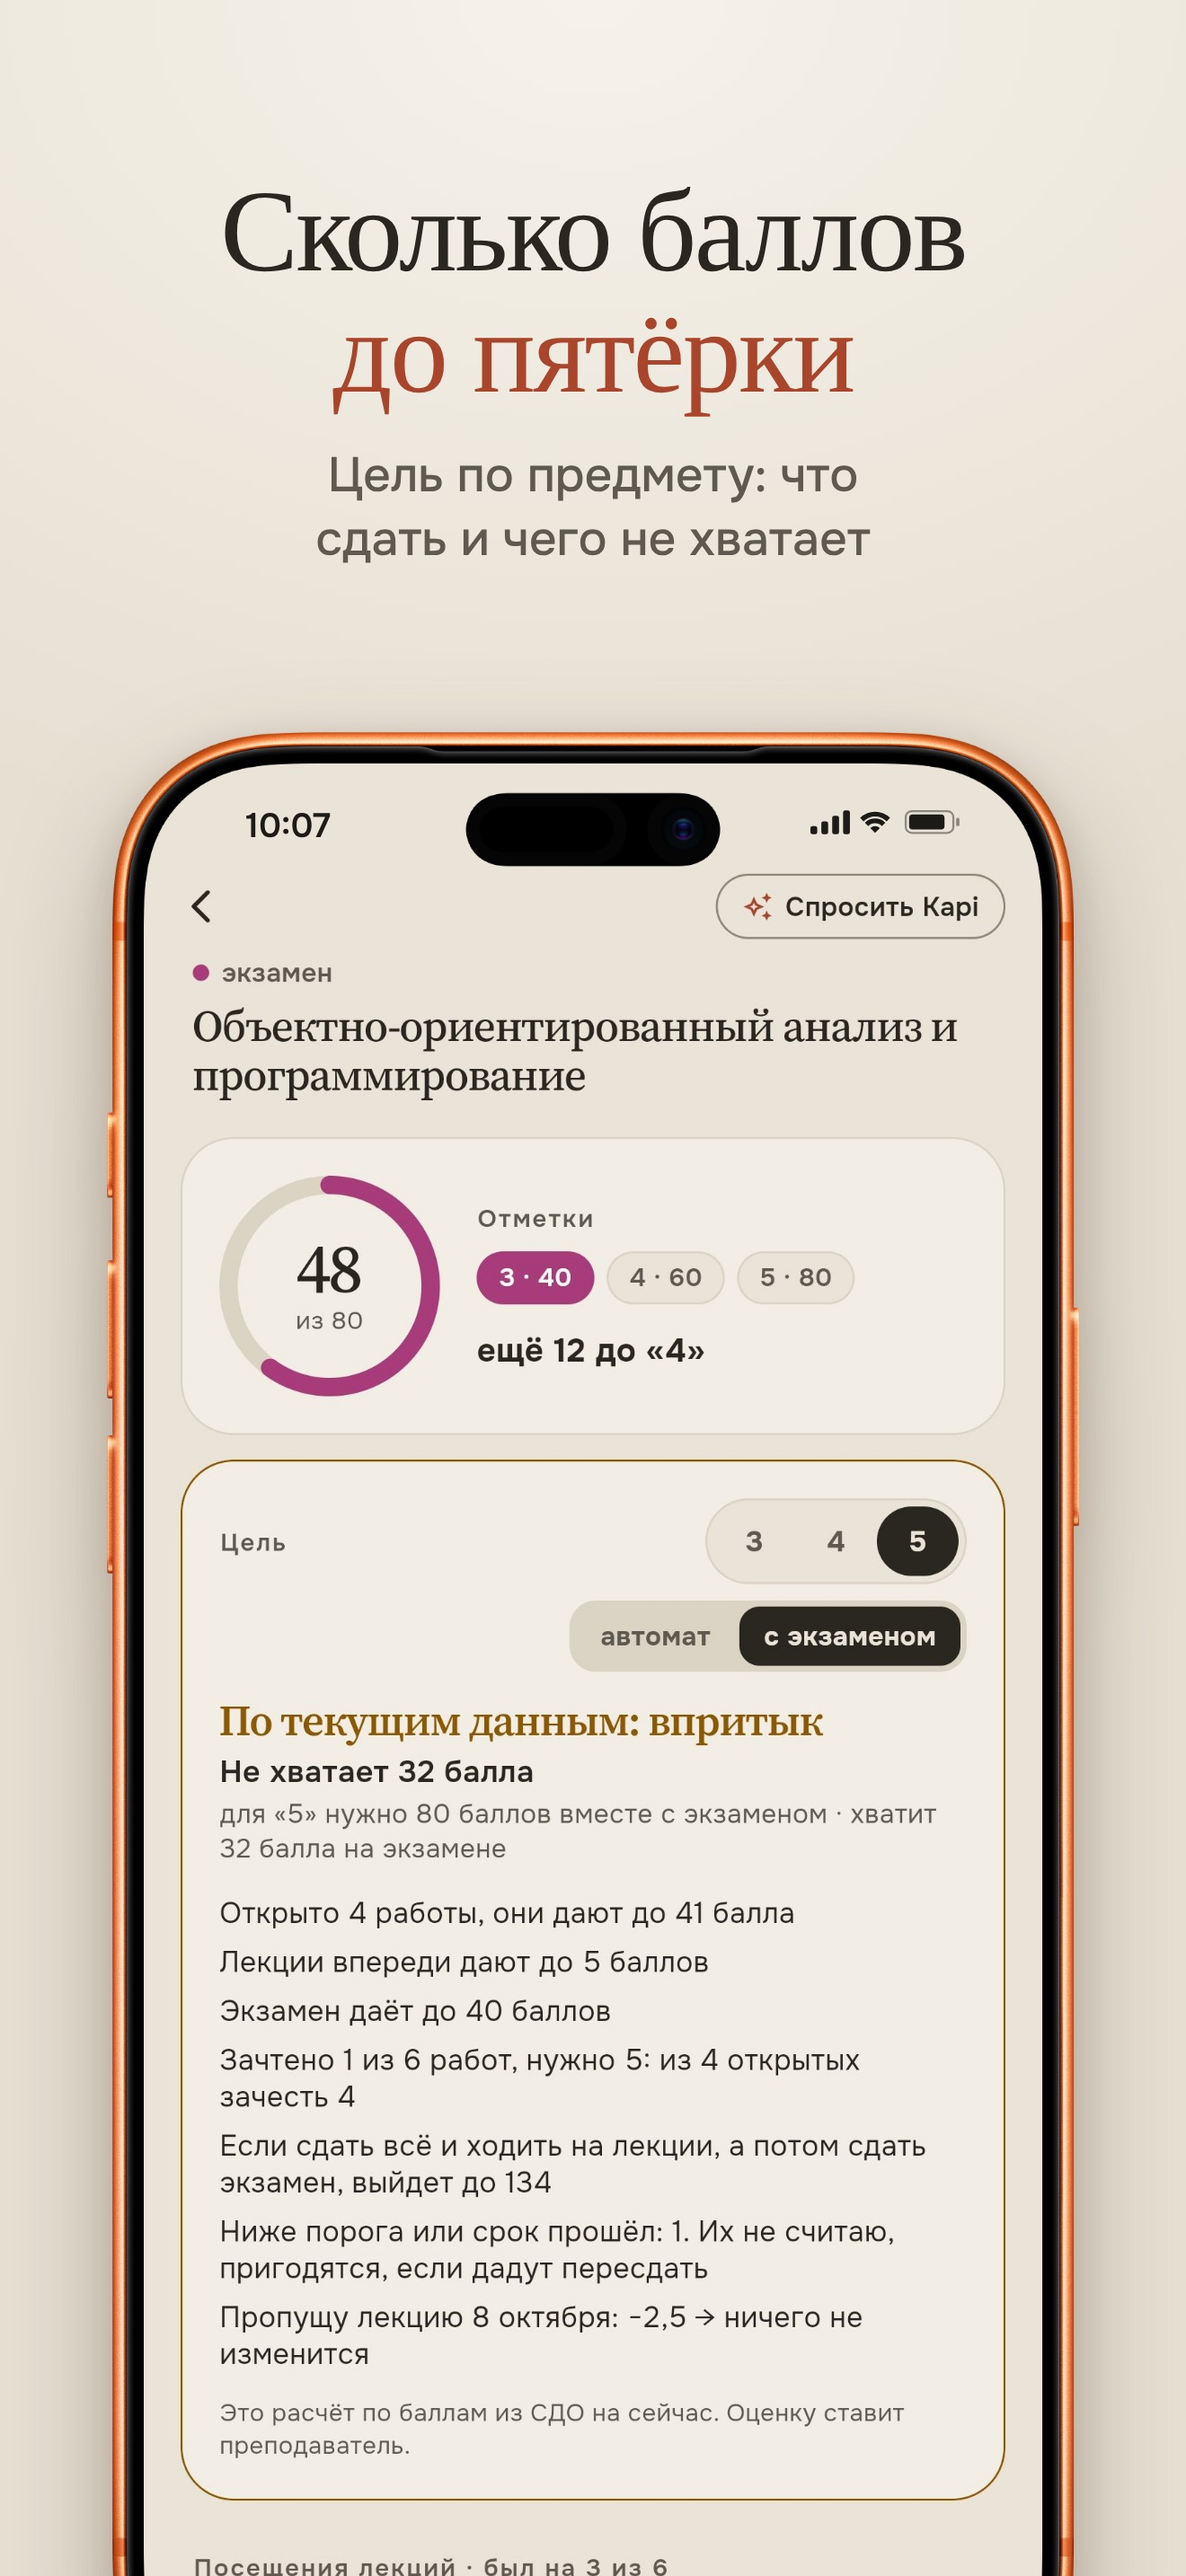 Сколько баллов
до пятёрки
Цель по предмету: что
сдать и чего не хватает
10:07
Спросить Kapi
экзамен
Объектно-ориентированный анализ и
программирование
48
из 80
Отметки
3 · 40
4 · 60
5 · 80
ещё 12 до «4»
Цель
3
4
5
автомат
с экзаменом
По текущим данным: впритык
Не хватает 32 балла
для «5» нужно 80 баллов вместе с экзаменом · хватит
32 балла на экзамене
Открыто 4 работы, они дают до 41 балла
Лекции впереди дают до 5 баллов
Экзамен даёт до 40 баллов
Зачтено 1 из 6 работ, нужно 5: из 4 открытых
зачесть 4
Если сдать всё и ходить на лекции, а потом сдать
экзамен, выйдет до 134
Ниже порога или срок прошёл: 1. Их не считаю,
пригодятся, если дадут пересдать
Пропущу лекцию 8 октября: −2,5 → ничего не
изменится
Это расчёт по баллам из СДО на сейчас. Оценку ставит
преподаватель.
Посещения лекций · был на 3 из 6